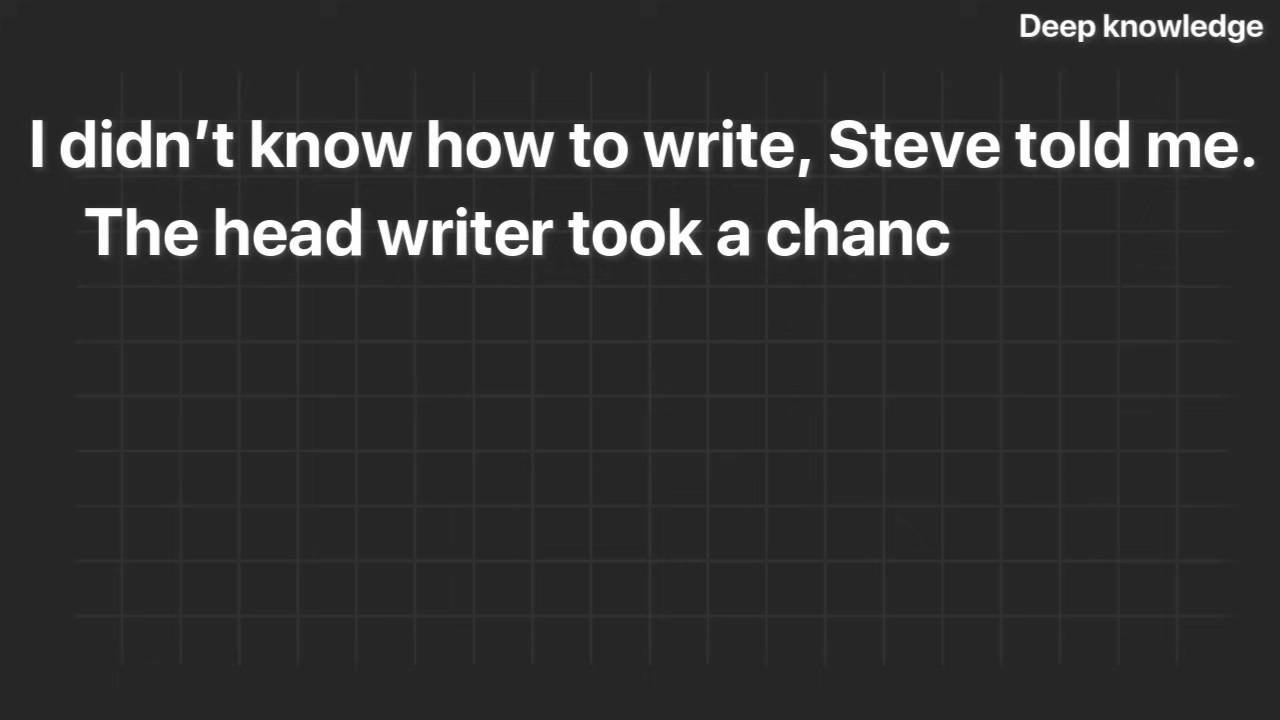 Deep knowledge
I didn’t know how to write, Steve told me.
The head writer took a chanc